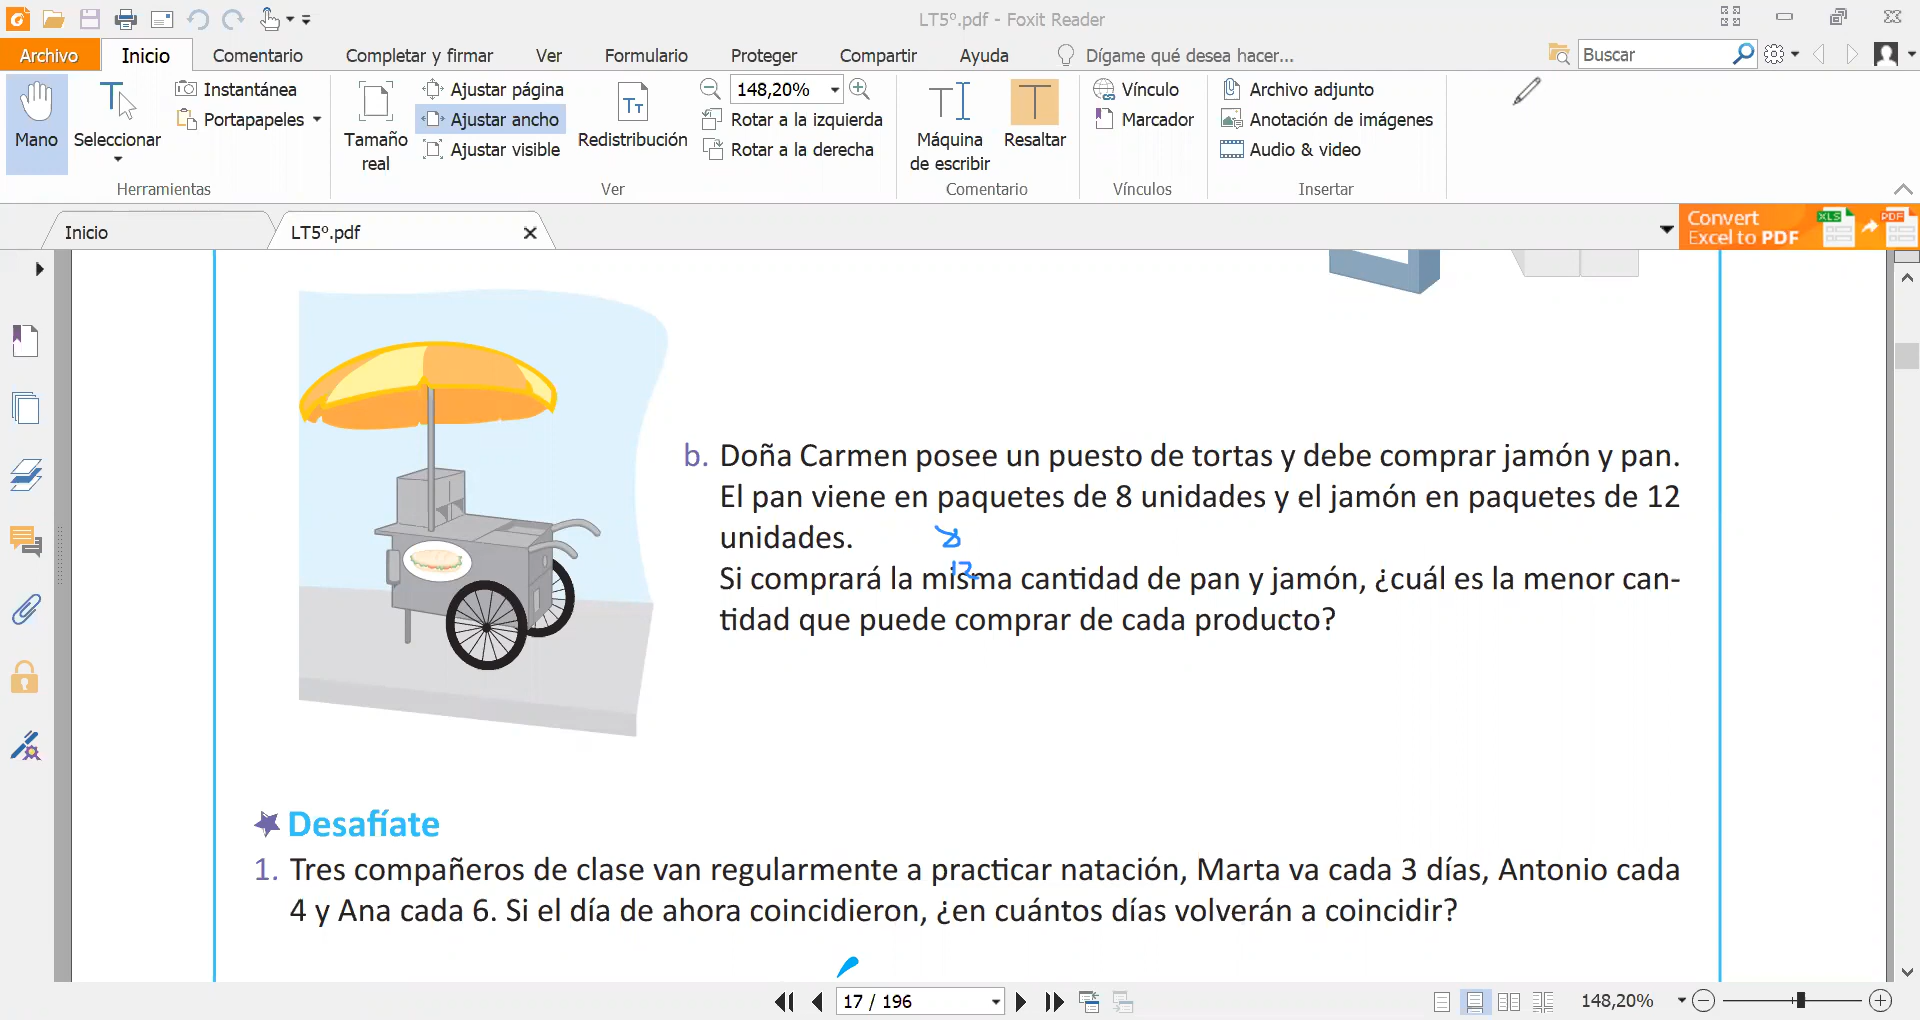 LT5º.pdf - Foxit Reader
Archivo Inicio Comentario Completar y firmar Ver Formulario Proteger Compartir Ayuda Dígame qué desea hacer... Buscar
Mano
Seleccionar
Instantánea
Portapapeles
Herramientas
Tamaño real
Ajustar página
Ajustar ancho
Ajustar visible
Redistribución
148,20%
Rotar a la izquierda
Rotar a la derecha
Ver
Máquina de escribir
Resaltar
Comentario
Vínculo
Marcador
Vínculos
Archivo adjunto
Anotación de imágenes
Audio & video
Insertar
Inicio LT5º.pdf
Convert
Excel to PDF
XLS PDF
b. Doña Carmen posee un puesto de tortas y debe comprar jamón y pan.
El pan viene en paquetes de 8 unidades y el jamón en paquetes de 12
unidades.
8
12
Si comprará la misma cantidad de pan y jamón, ¿cuál es la menor can-
tidad que puede comprar de cada producto?
Desafíate
1. Tres compañeros de clase van regularmente a practicar natación, Marta va cada 3 días, Antonio cada
4 y Ana cada 6. Si el día de ahora coincidieron, ¿en cuántos días volverán a coincidir?
17 / 196 148,20%